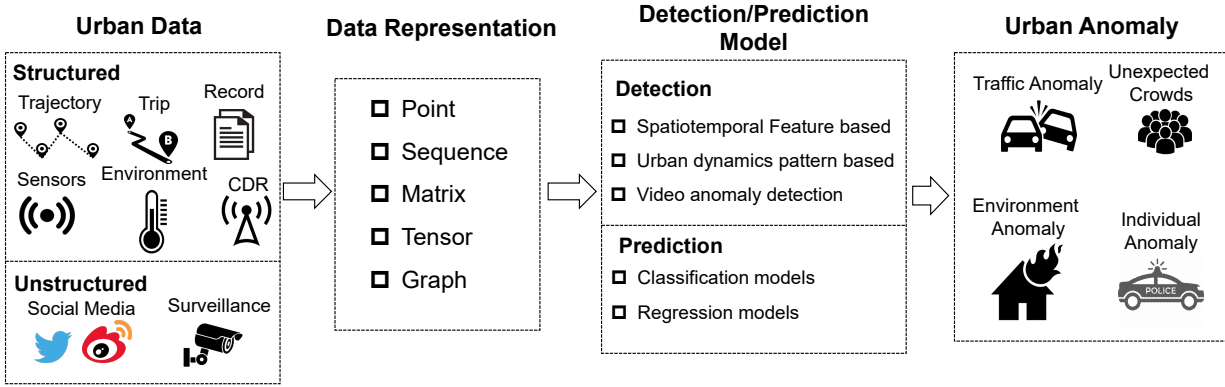 Urban Data
Structured
Trajectory
Trip
Record
A
B
Sensors
Environment
CDR
Unstructured
Social Media
Surveillance
Data Representation
Point
Sequence
Matrix
Tensor
Graph
Detection/Prediction
Model
Detection
Spatiotemporal Feature based
Urban dynamics pattern based
Video anomaly detection
Prediction
Classification models
Regression models
Urban Anomaly
Traffic Anomaly
Unexpected
Crowds
Environment
Anomaly
Individual
Anomaly
POLICE